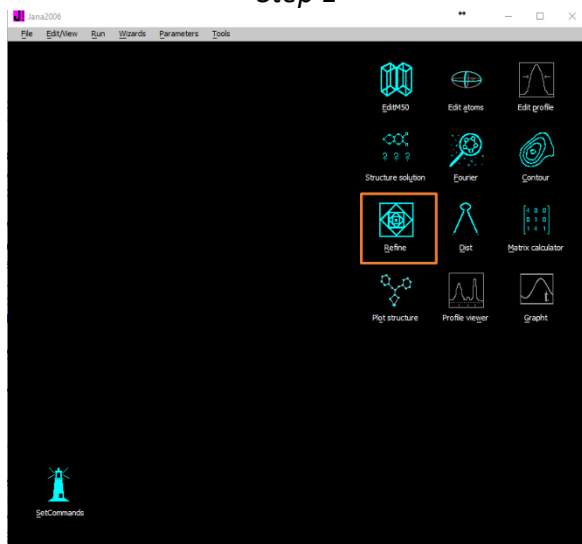 Step 1
Jana2006
File Edit/View Run Wizards Parameters Tools
EditM50 Edit atoms Edit profile
? ? ?
Structure solution Fourier Contour
Refine Dist Matrix calculator
t
Plot structure Profile viewer Grapht
SetCommands